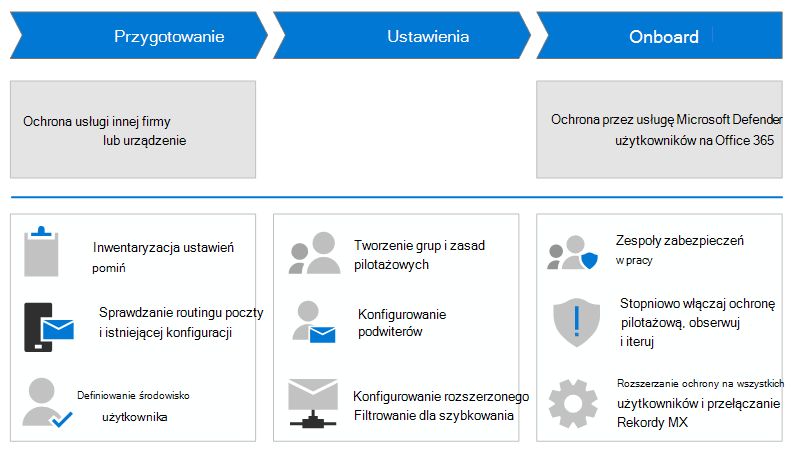 Przygotowanie
Ustawienia
Onboard
Ochrona usługi innej firmy
lub urządzenie
Ochrona przez usługę Microsoft Defender
użytkowników na Office 365
Inwentaryzacja ustawień
pomiń
Sprawdzanie routingu poczty
i istniejącej konfiguracji
Definiowanie środowisko
użytkownika
Tworzenie grup i zasad
pilotażowych
Konfigurowanie
podwiterów
Konfigurowanie rozszerzonego
Filtrowanie dla szybkowania
Zespoły zabezpieczeń
w pracy
Stopniowo włączaj ochronę
pilotażową, obserwuj
i iteruj
Rozszerzanie ochrony na wszystkich
użytkowników i przełączanie
Rekordy MX